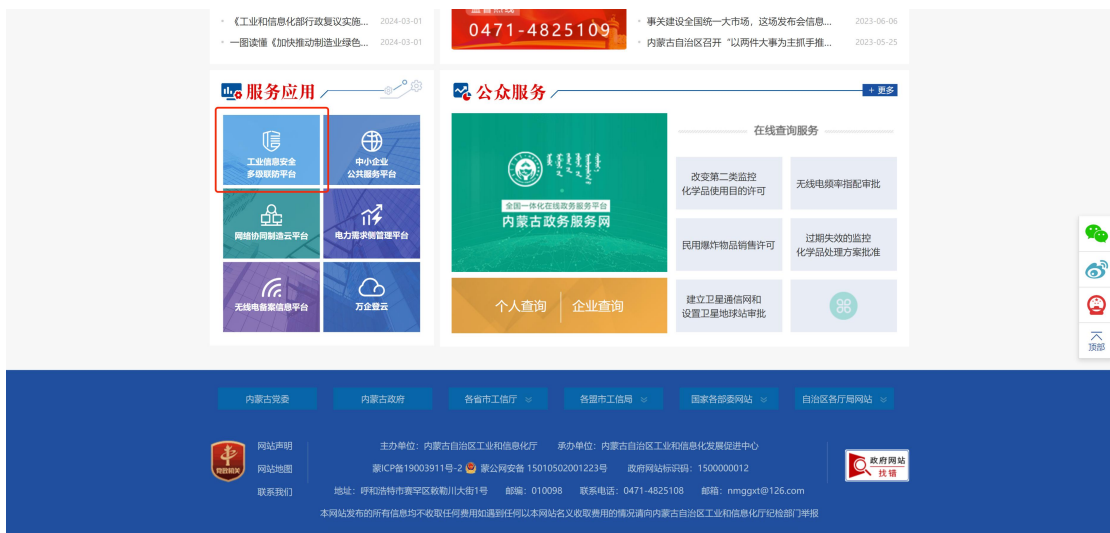 · 《工业和信息化部行政复议实施... 2024-03-01
· 一图读懂《加快推动制造业绿色... 2024-03-01
0471-4825109
· 事关建设全国统一大市场，这场发布会信息... 2023-06-06
· 内蒙古自治区召开“以两件大事为主抓手推... 2023-05-25
服务应用
工业信息安全
多级联防平台
中小企业
公共服务平台
网络协同制造云平台
电力需求侧管理平台
无线电备案信息平台
万企登云
公众服务
+ 更多
全国一体化在线政务服务平台
内蒙古政务服务网
个人查询
企业查询
在线查询服务
改变第二类监控
化学品使用目的许可
无线电频率指配审批
民用爆炸物品销售许可
过期失效的监控
化学品处理方案批准
建立卫星通信网和
设置卫星地球站审批
顶部
内蒙古党委
内蒙古政府
各省市工信厅
各盟市工信局
国家各部委网站
自治区各厅局网站
党政机关
网站声明
网站地图
联系我们
主办单位：内蒙古自治区工业和信息化厅 承办单位：内蒙古自治区工业和信息化发展促进中心
蒙ICP备19003911号-2 蒙公网安备 15010502001223号 政府网站标识码：1500000012
地址：呼和浩特市赛罕区敕勒川大街1号 邮编：010098 联系电话：0471-4825108 邮箱：nmggxt@126.com
本网站发布的所有信息均不收取任何费用如遇到任何以本网站名义收取费用的情况请向内蒙古自治区工业和信息化厅纪检部门举报
政府网站
找错